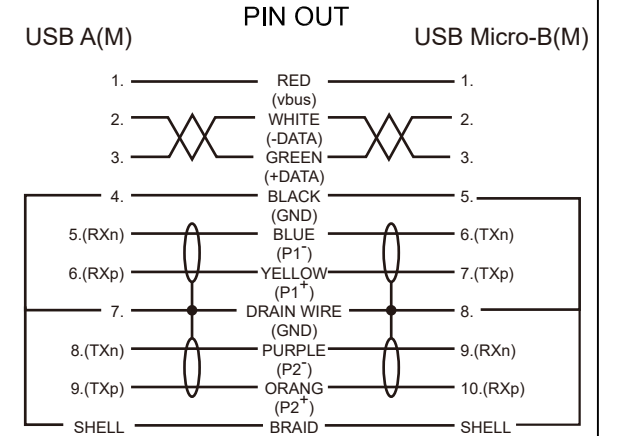 PIN OUT
USB A(M) USB Micro-B(M)
1. RED 1.
(vbus)
2. WHITE 2.
(-DATA)
3. GREEN 3.
(+DATA)
4. BLACK 5.
(GND)
5.(RXn) BLUE 6.(TXn)
(P1⁻)
6.(RXp) YELLOW 7.(TXp)
(P1⁺)
7. DRAIN WIRE 8.
(GND)
8.(TXn) PURPLE 9.(RXn)
(P2⁻)
9.(TXp) ORANG 10.(RXp)
(P2⁺)
SHELL BRAID SHELL